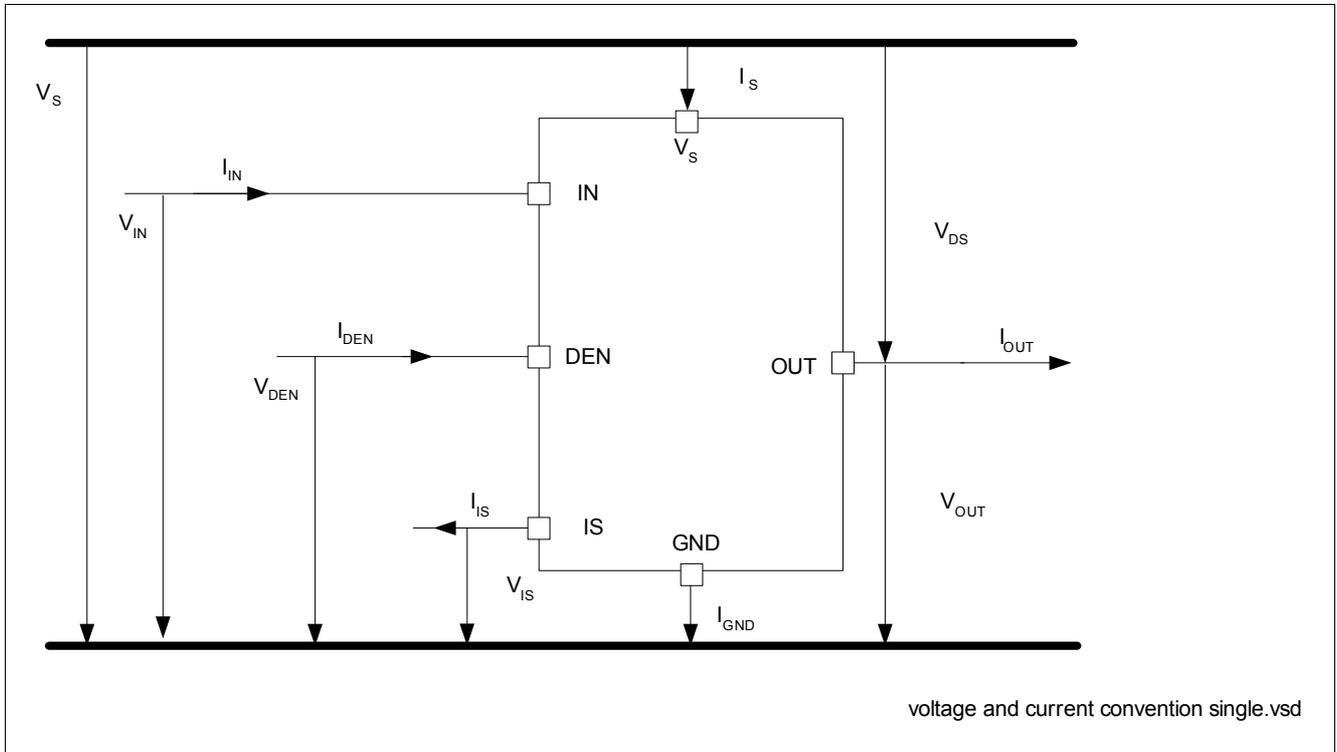 V_S
I_S
V_S
I_IN
IN
V_IN
V_DS
I_DEN
DEN
I_OUT
OUT
V_DEN
I_IS
IS
V_OUT
GND
V_IS
I_GND
voltage and current convention single.vsd